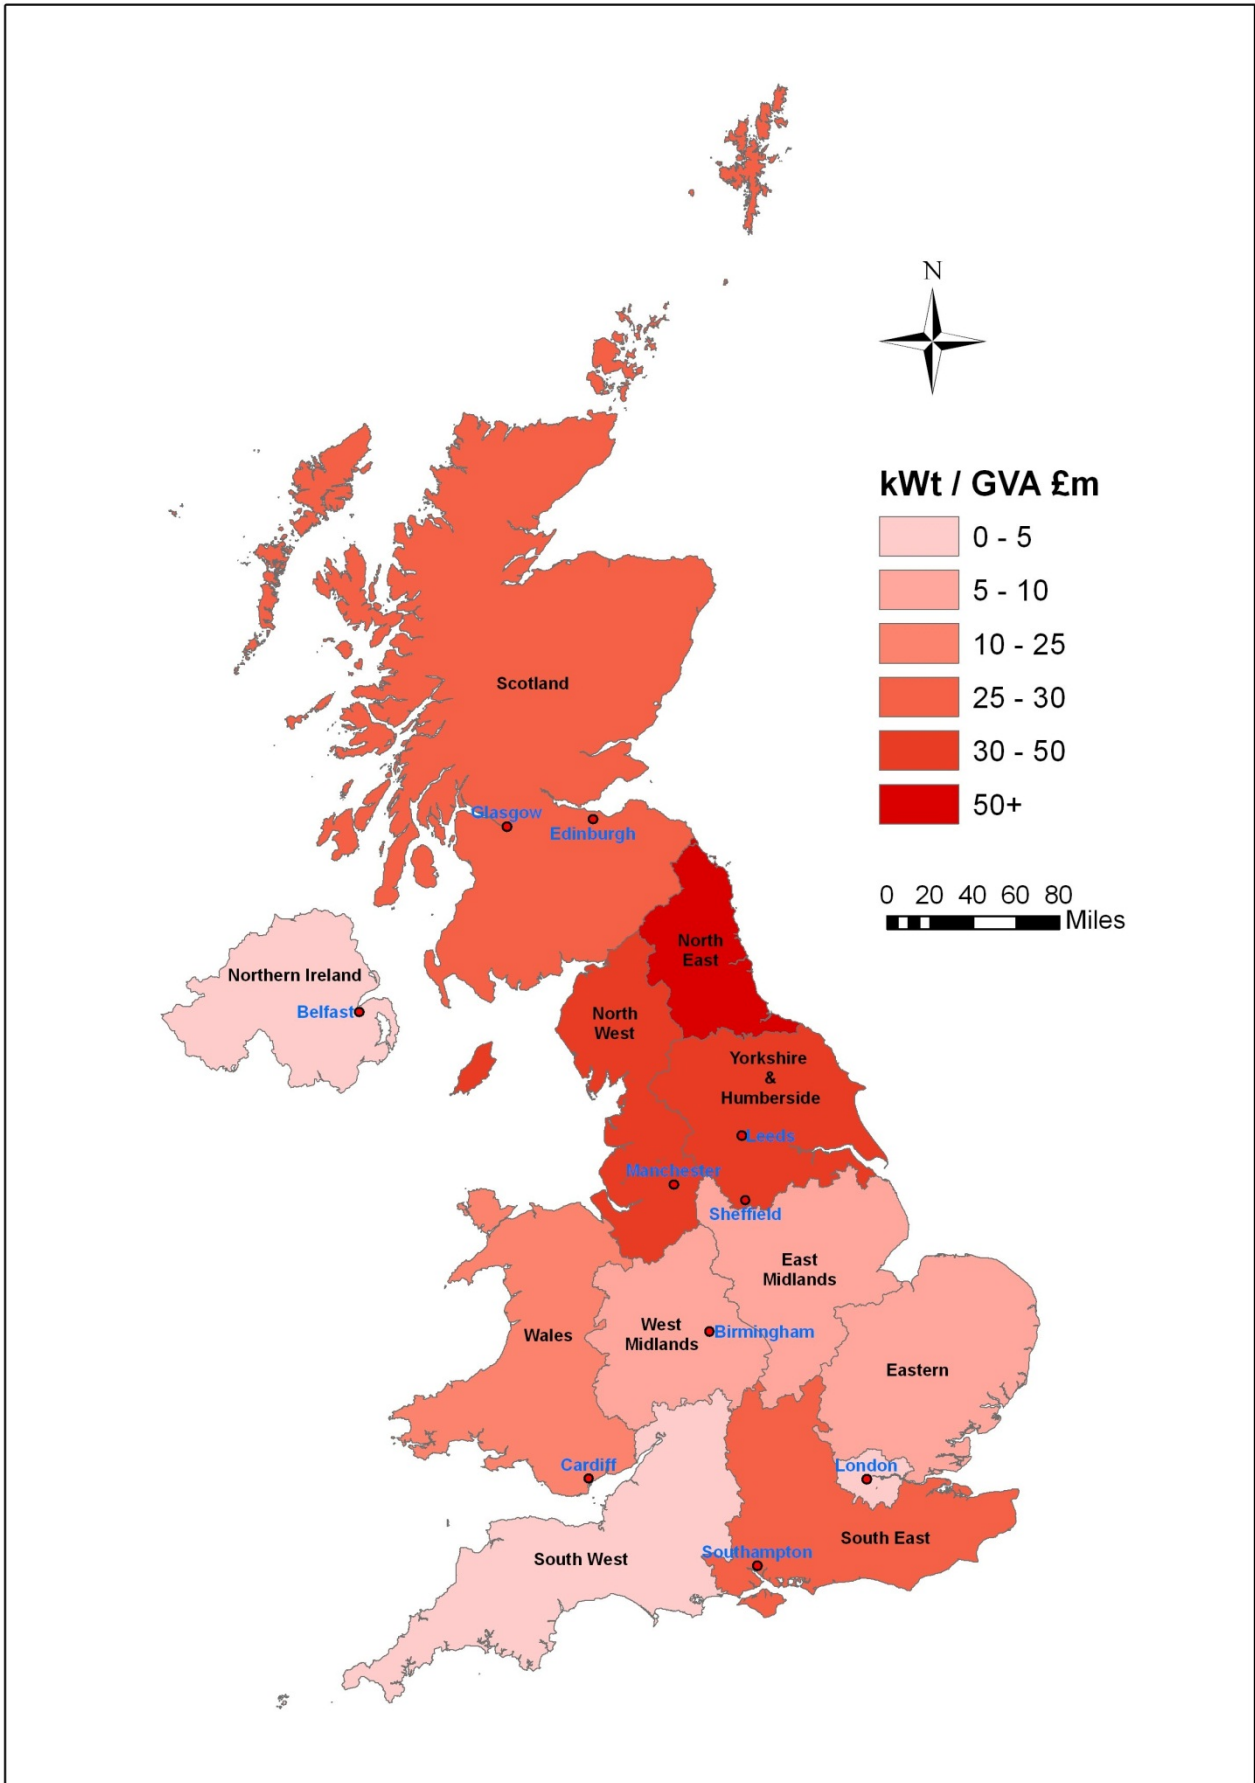 N
kWt / GVA £m
0 - 5
5 - 10
10 - 25
25 - 30
30 - 50
50+
0 20 40 60 80
Miles
Scotland
Glasgow
Edinburgh
North
East
Northern Ireland
Belfast
North
West
Yorkshire
&
Humberside
Leeds
Manchester
Sheffield
East
Midlands
Wales
West
Midlands
Birmingham
Eastern
Cardiff
London
South East
Southampton
South West